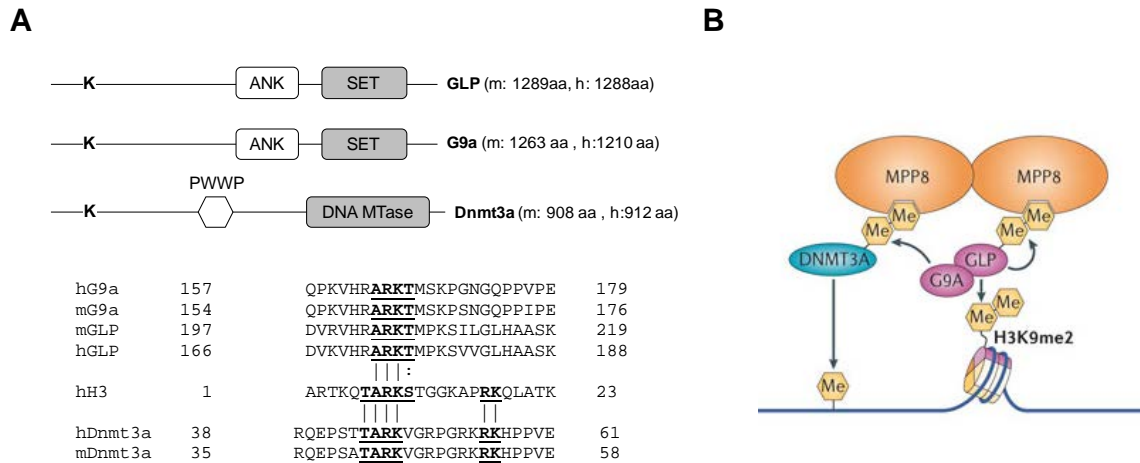 A
B
K ANK SET GLP (m: 1289aa, h: 1288aa)
K ANK SET G9a (m: 1263 aa , h:1210 aa)
PWWP
K DNA MTase Dnmt3a (m: 908 aa , h:912 aa)
hG9a 157 QPKVHRARKTMSKPGNGQPPVPE 179
mG9a 154 QPKVHRARKTMSKPSNGQPPIPE 176
mGLP 197 DVRVHRARKTMPKSILGLHAASK 219
hGLP 166 DVKVHRARKTMPKSVVGLHAASK 188
|||:
hH3 1 ARTKQTARKSTGGKAPRKQLATK 23
|||| ||
hDnmt3a 38 RQEPSTTARKVGRPGRKRKHPPVE 61
mDnmt3a 35 RQEPSATARKVGRPGRKRKHPPVE 58
MPP8 MPP8
Me Me
Me Me
DNMT3A GLP
G9A
Me
Me
H3K9me2
Me